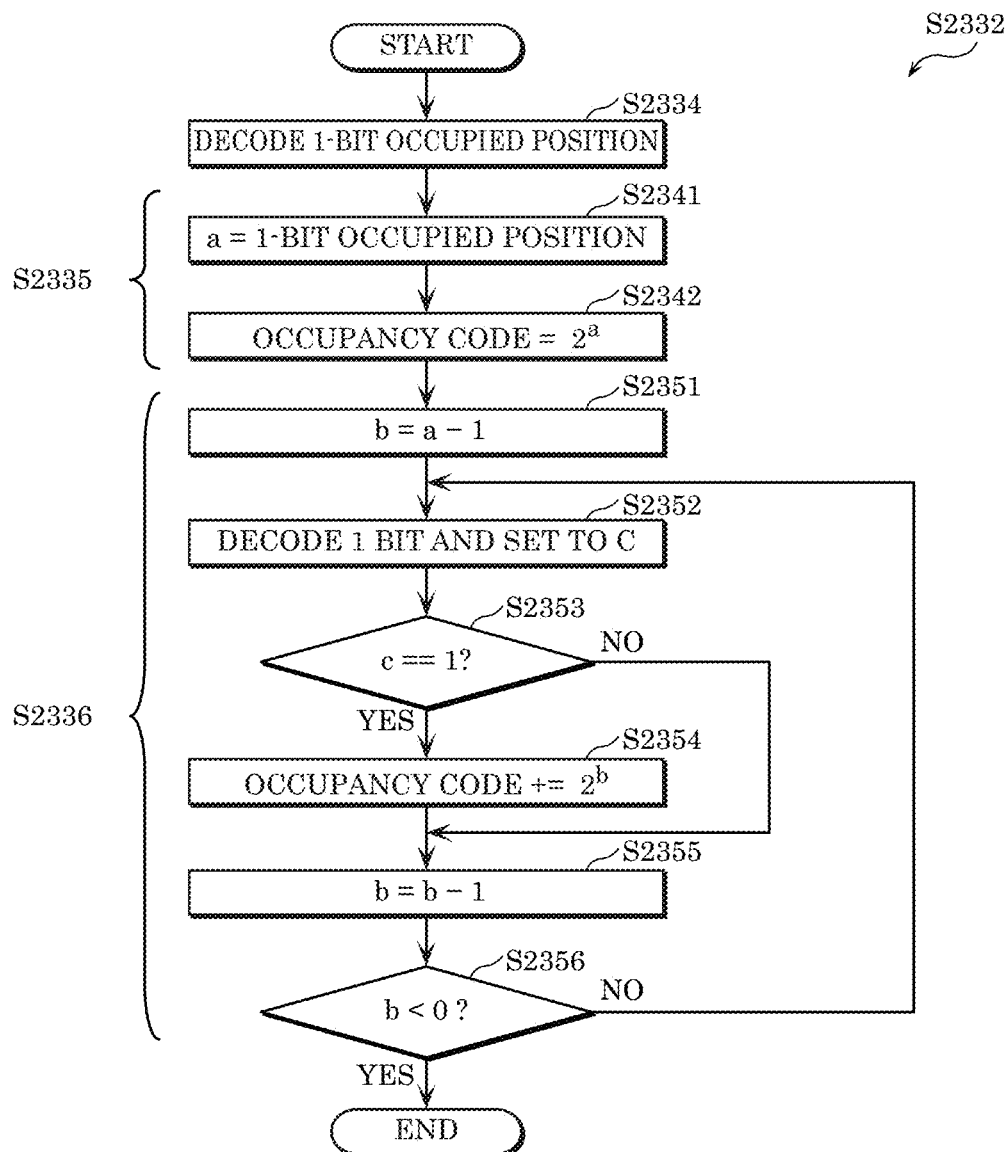 S2332
START
S2334
DECODE 1-BIT OCCUPIED POSITION
S2335
S2341
a = 1-BIT OCCUPIED POSITION
S2342
OCCUPANCY CODE = 2^a
S2336
S2351
b = a − 1
S2352
DECODE 1 BIT AND SET TO C
S2353
c == 1?
NO
YES
S2354
OCCUPANCY CODE += 2^b
S2355
b = b − 1
S2356
b < 0 ?
NO
YES
END